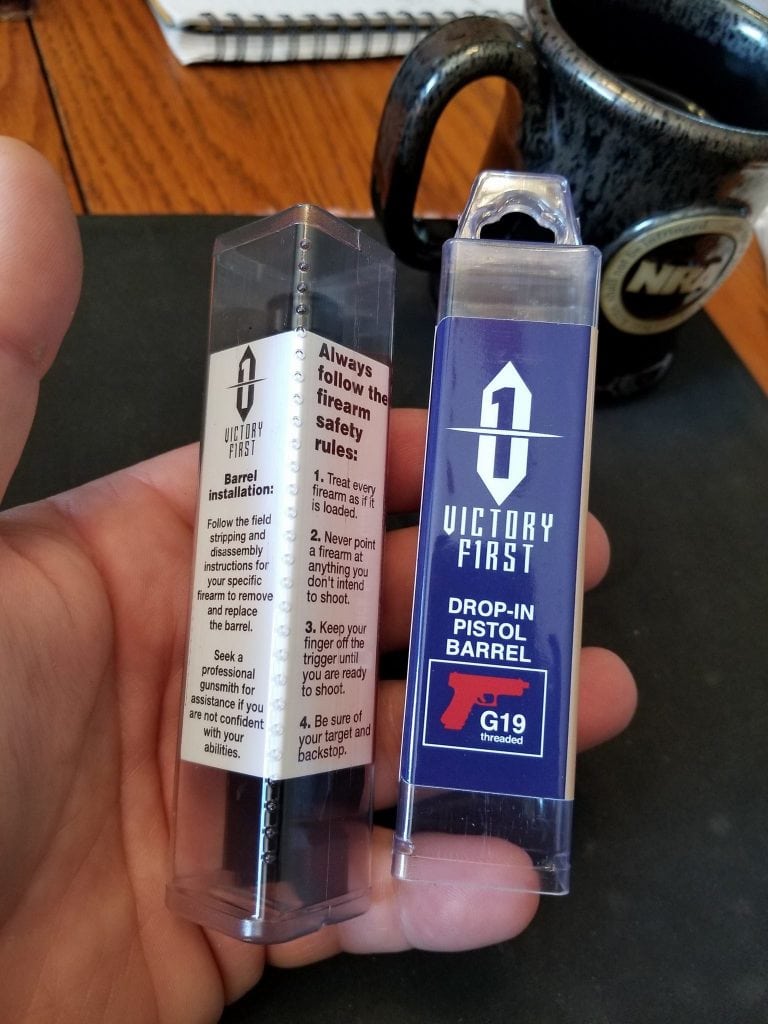 VICTORY
F1RST
Barrel
installation:
Follow the field
stripping and
disassembly
instructions for
your specific
firearm to remove
and replace
the barrel.
Seek a
professional
gunsmith for
assistance if you
are not confident
with your
abilities.
Always
follow the
firearm
safety
rules:
1. Treat every
firearm as if it
is loaded.
2. Never point
a firearm at
anything you
don't intend
to shoot.
3. Keep your
finger off the
trigger until
you are ready
to shoot.
4. Be sure of
your target and
backstop.
1
VICTORY
F1RST
DROP-IN
PISTOL
BARREL
G19
threaded
NRA